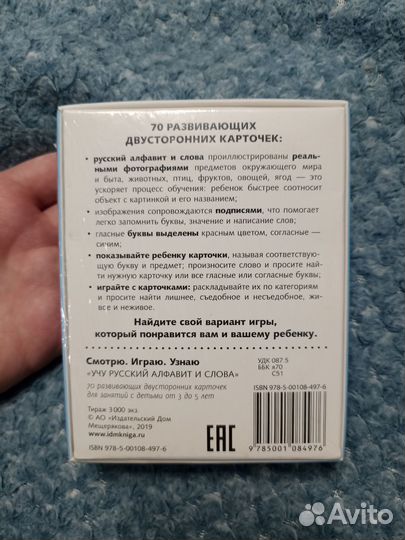 70 РАЗВИВАЮЩИХ
ДВУСТОРОННИХ КАРТОЧЕК:
• русский алфавит и слова проиллюстрированы реаль-
ными фотографиями предметов окружающего мира
и быта, животных, птиц, фруктов, овощей, ягод — это
ускоряет процесс обучения: ребенок быстрее соотносит
объект с картинкой и его названием;
• изображения сопровождаются подписями, что помогает
легче запомнить буквы, значение и написание слов;
• гласные буквы выделены красным цветом, согласные —
синим;
• показывайте ребенку карточки, называя соответствую-
щую букву и предмет; произносите слово и просите най-
ти нужную карточку или все гласные или согласные буквы;
• играйте с карточками: раскладывайте их по категориям
и просите найти лишнее, съедобное и несъедобное, жи-
вое и неживое.
Найдите свой вариант игры,
который понравится вам и вашему ребенку.
Смотрю. Играю. Узнаю
«УЧУ РУССКИЙ АЛФАВИТ И СЛОВА»
70 развивающих двусторонних карточек
для занятий с детьми от 3 до 5 лет
Тираж 3 000 экз.
© АО «Издательский Дом
Мещерякова», 2019
www.idmkniga.ru
ISBN 978-5-00108-497-6
EAC
УДК 087.5
ББК я70
С51
ISBN 978-5-00108-497-6
9 785001 084976
Avito